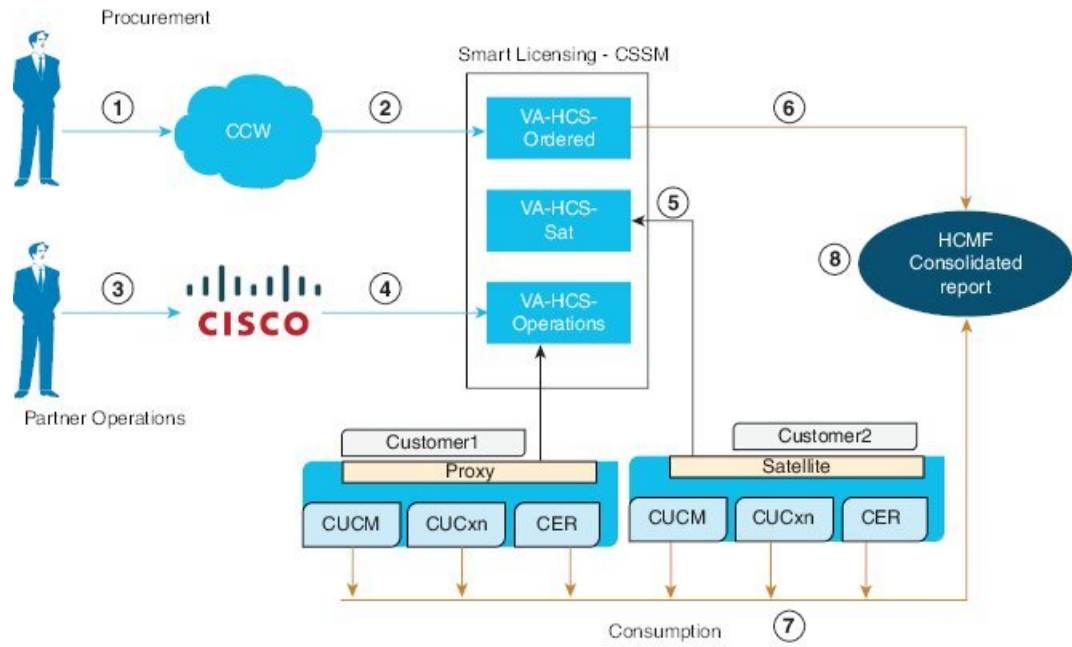 Procurement
Smart Licensing - CSSM
1
CCW
2
VA-HCS-
Ordered
6
VA-HCS-
Sat
5
HCMF
Consolidated
report
8
3
CISCO
4
VA-HCS-
Operations
Partner Operations
Customer1
Proxy
CUCM
CUCxn
CER
Customer2
Satellite
CUCM
CUCxn
CER
Consumption
7